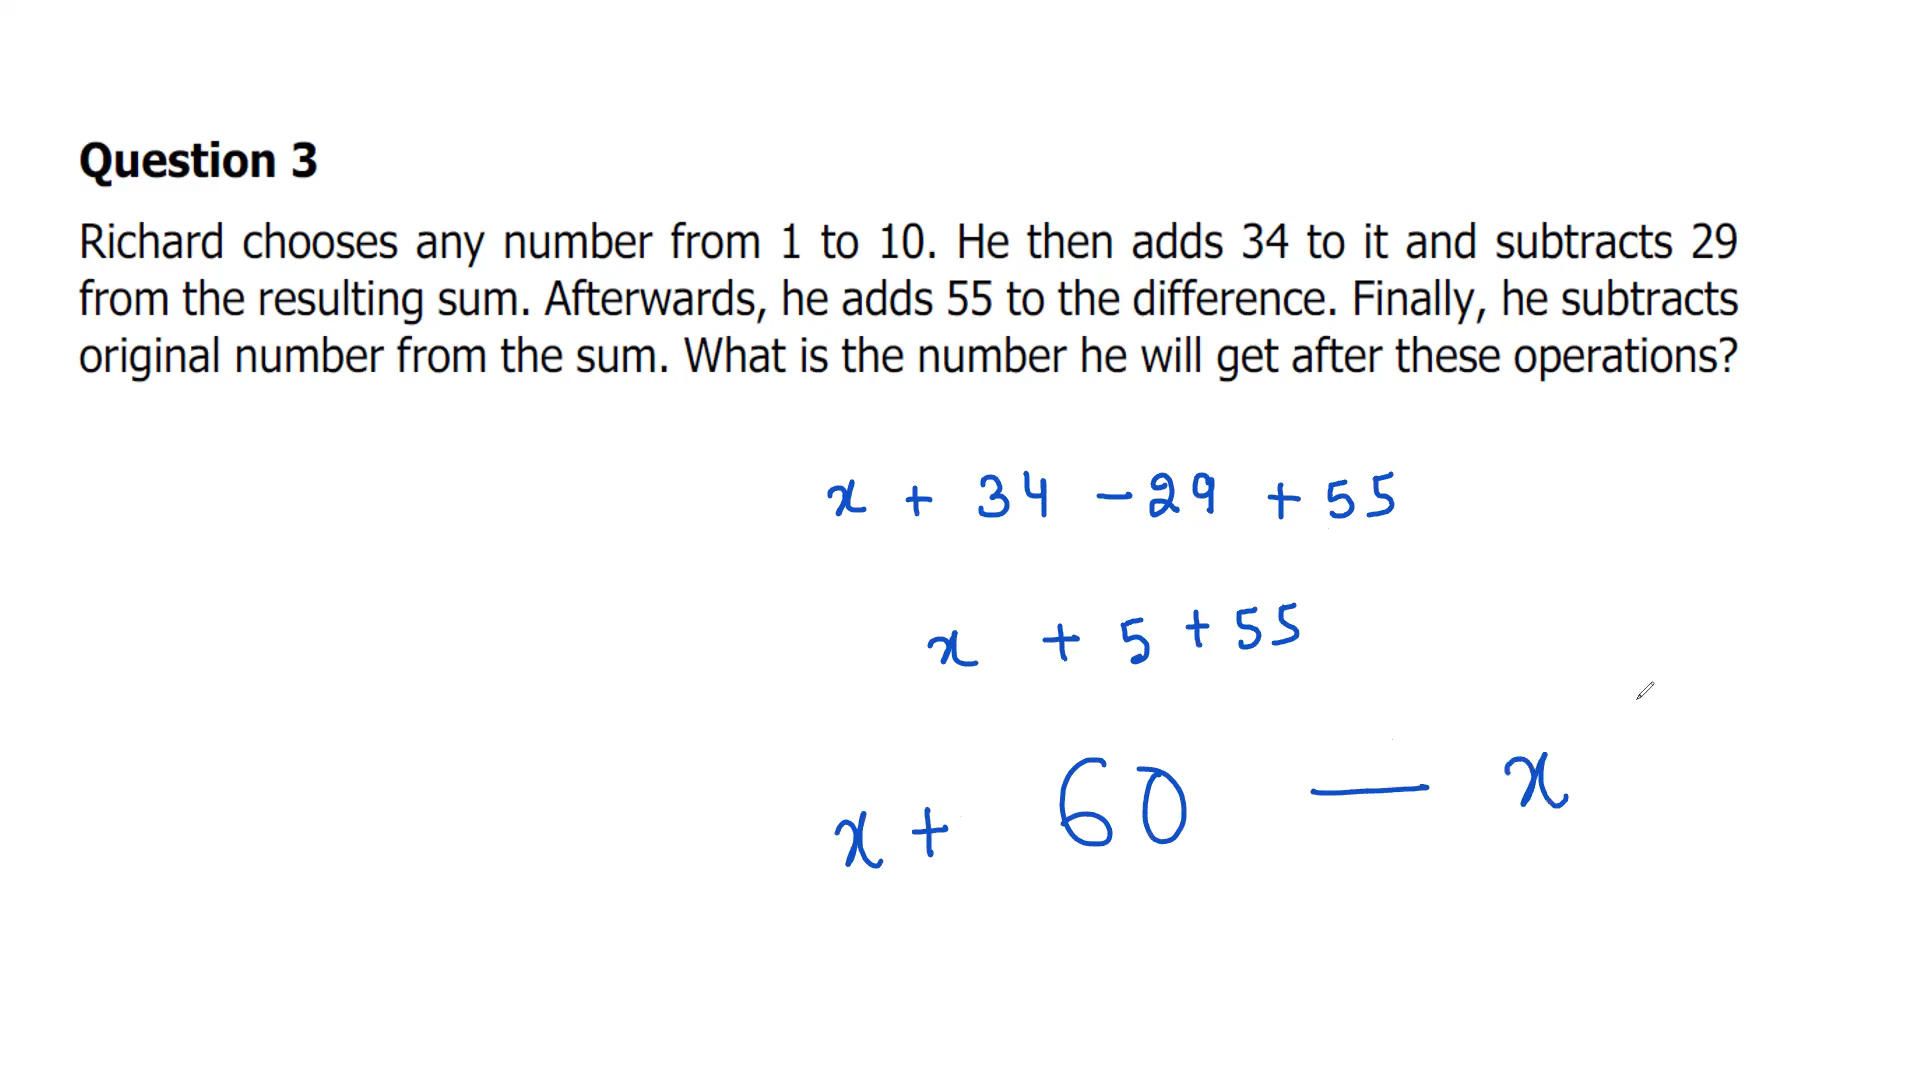 Question 3
Richard chooses any number from 1 to 10. He then adds 34 to it and subtracts 29
from the resulting sum. Afterwards, he adds 55 to the difference. Finally, he subtracts
original number from the sum. What is the number he will get after these operations?
x + 34 - 29 + 55
x + 5 + 55
x + 60 — x